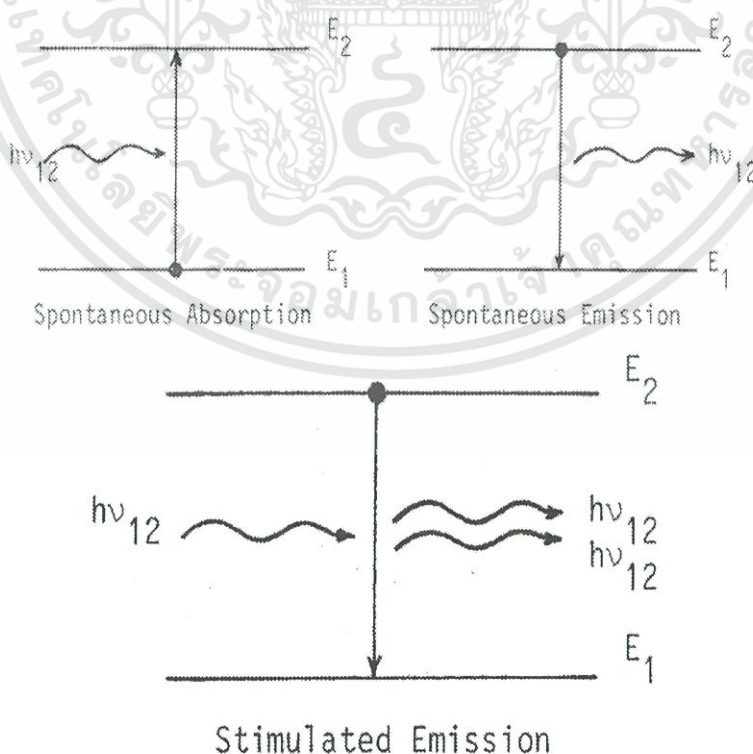 E2 E2
hν12 hν12
E1 E1
Spontaneous Absorption Spontaneous Emission
E2
hν12 hν12
hν12
E1
Stimulated Emission